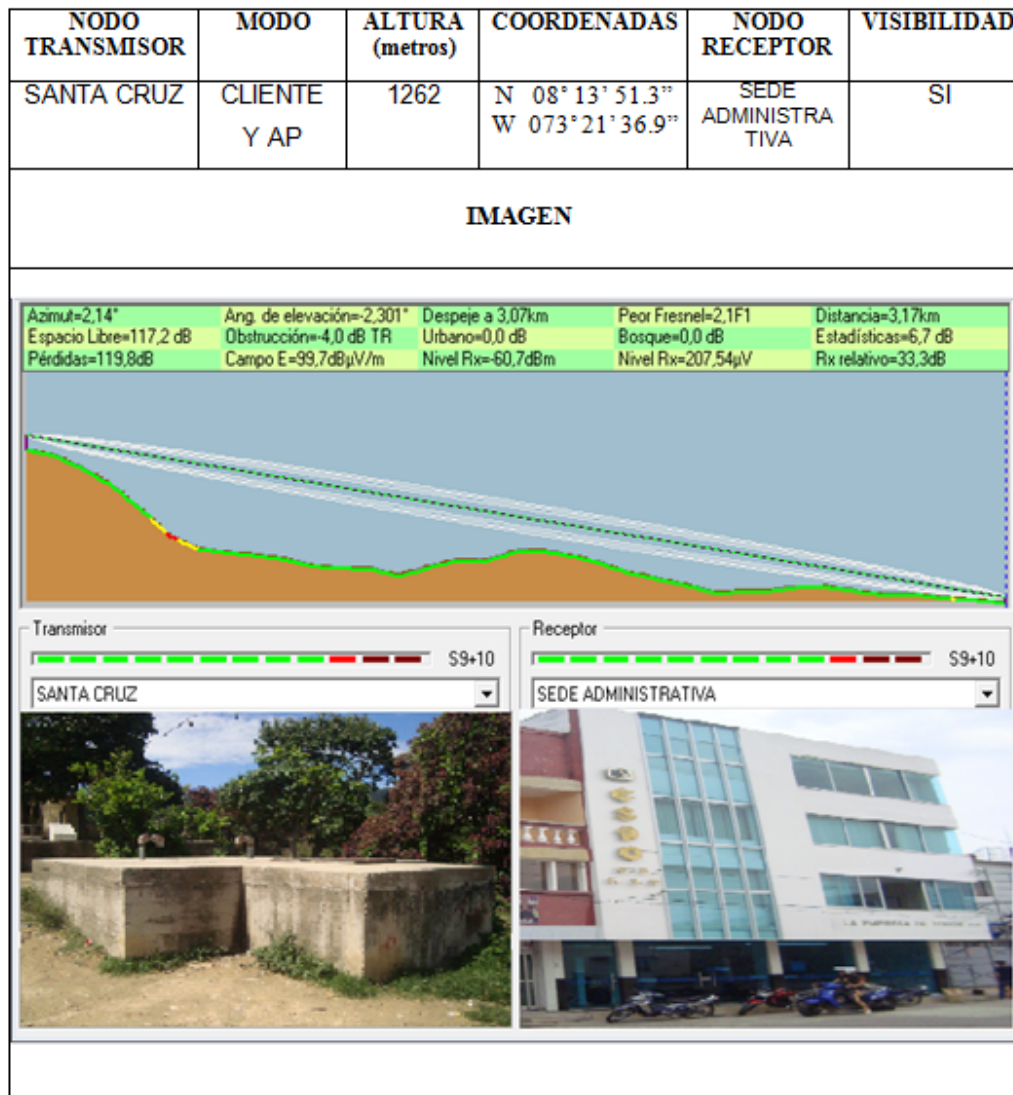 NODO TRANSMISOR
MODO
ALTURA (metros)
COORDENADAS
NODO RECEPTOR
VISIBILIDAD
SANTA CRUZ
CLIENTE Y AP
1262
N 08° 13’ 51.3”
W 073° 21’ 36.9”
SEDE ADMINISTRA TIVA
SI
IMAGEN
Azimut=2,14° Ang. de elevación=-2,301° Despeje a 3,07km Peor Fresnel=2,1F1 Distancia=3,17km
Espacio Libre=117,2 dB Obstrucción=-4,0 dB TR Urbano=0,0 dB Bosque=0,0 dB Estadísticas=6,7 dB
Pérdidas=119,8dB Campo E=99,7dBµV/m Nivel Rx=-60,7dBm Nivel Rx=207,54µV Rx relativo=33,3dB
Transmisor
S9+10
SANTA CRUZ
Receptor
S9+10
SEDE ADMINISTRATIVA
LA EMPRESA DE